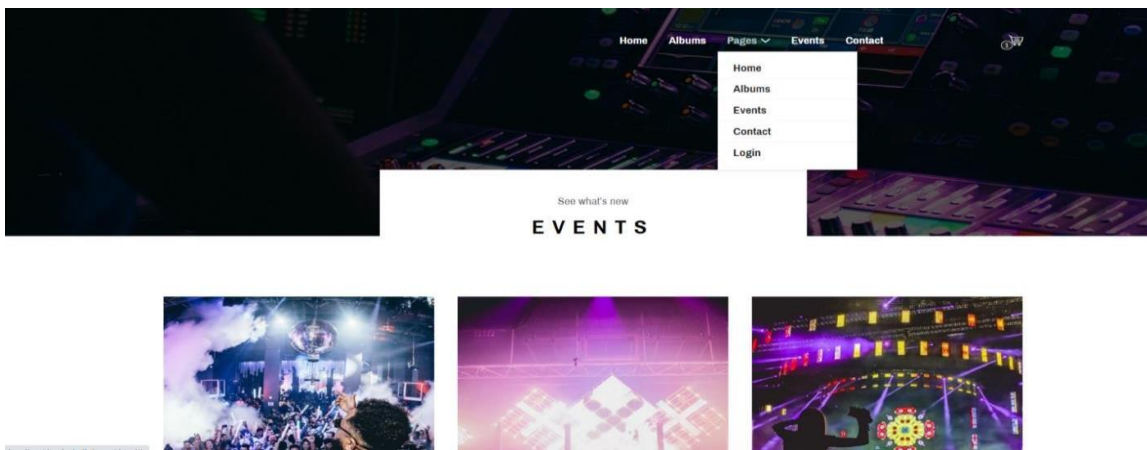 Home Albums Pages Events Contact
Home
Albums
Events
Contact
Login
See what's new
EVENTS